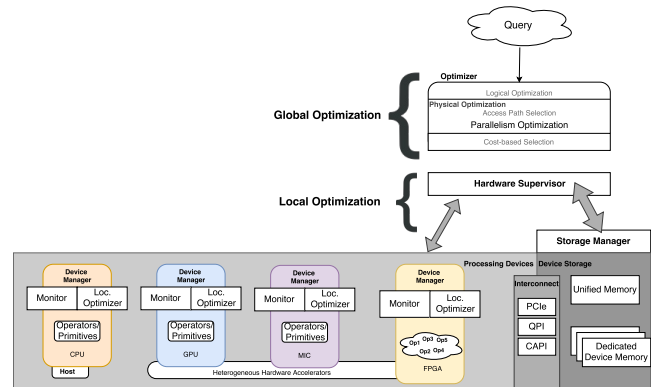 Query
Optimizer
Logical Optimization
Physical Optimization
Access Path Selection
Parallelism Optimization
Cost-based Selection
Global Optimization
Local Optimization
Hardware Supervisor
Storage Manager
Processing Devices
Device Storage
Device
Manager
Monitor
Loc.
Optimizer
Operators/
Primitives
CPU
Host
Device
Manager
Monitor
Loc.
Optimizer
Operators/
Primitives
GPU
Device
Manager
Monitor
Loc.
Optimizer
Operators/
Primitives
MIC
Heterogeneous Hardware Accelerators
Device
Manager
Monitor
Loc.
Optimizer
Op1 Op3 Op5
Op2 Op4
FPGA
Interconnect
PCIe
QPI
CAPI
Unified Memory
Dedicated
Device Memory